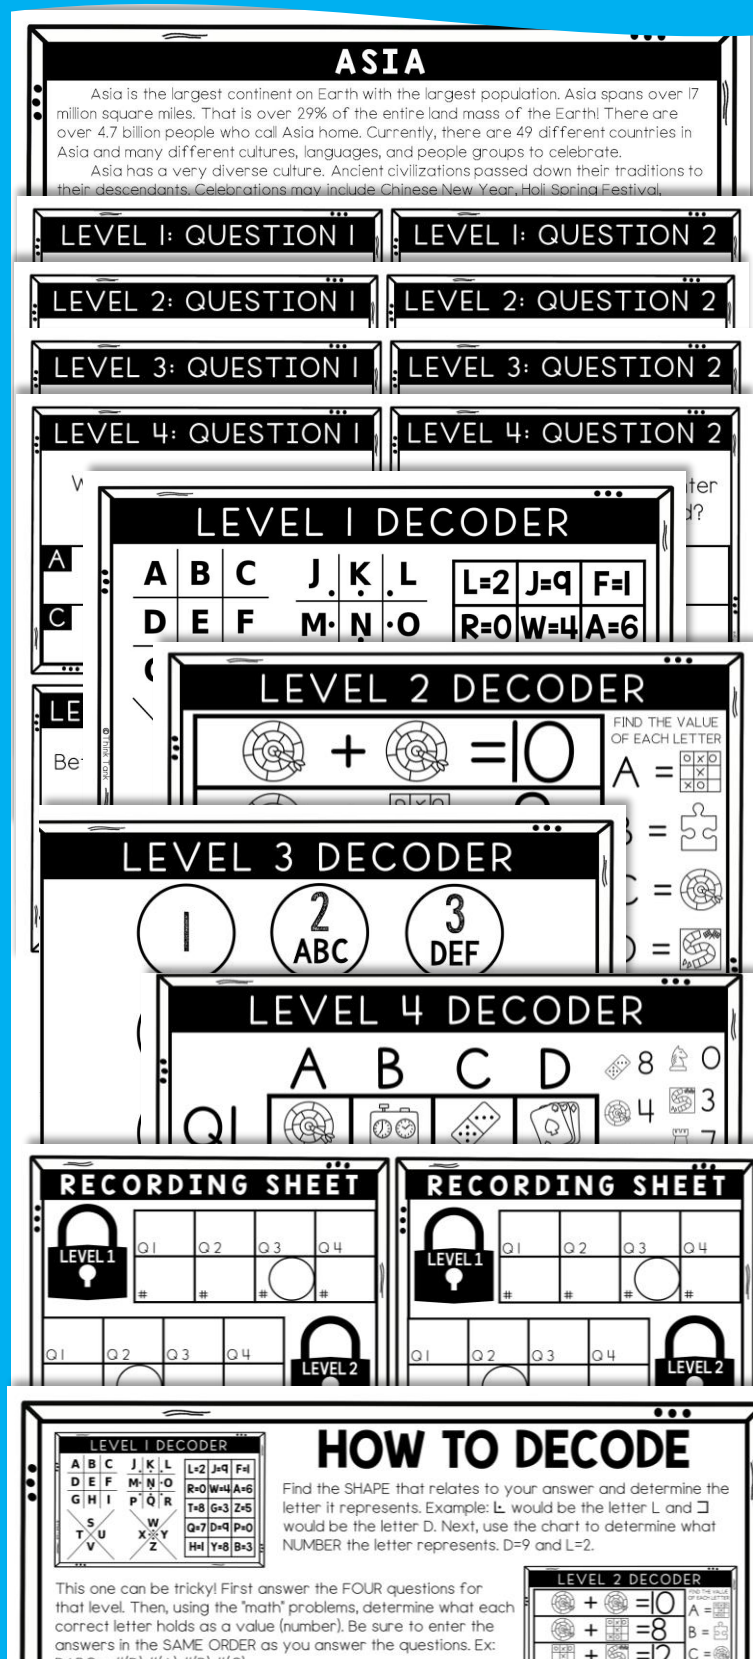 ASIA
Asia is the largest continent on Earth with the largest population. Asia spans over 17
million square miles. That is over 29% of the entire land mass of the Earth! There are
over 4.7 billion people who call Asia home. Currently, there are 49 different countries in
Asia and many different cultures, languages, and people groups to celebrate.
Asia has a very diverse culture. Ancient civilizations passed down their traditions to
their descendants. Celebrations may include Chinese New Year, Holi Spring Festival,
LEVEL 1: QUESTION 1
LEVEL 1: QUESTION 2
LEVEL 2: QUESTION 1
LEVEL 2: QUESTION 2
LEVEL 3: QUESTION 1
LEVEL 3: QUESTION 2
LEVEL 4: QUESTION 1
LEVEL 4: QUESTION 2
A
C
LEVEL 1 DECODER
A B C
J K L
L=2 J=9 F=1
D E F
M N O
R=0 W=4 A=6
© Think Tank
LEVEL 2 DECODER
+ =10
FIND THE VALUE
OF EACH LETTER
A =
=
=
=
LEVEL 3 DECODER
1
2
ABC
3
DEF
LEVEL 4 DECODER
A B C D
Q1
8 0
4 3
RECORDING SHEET
LEVEL 1
Q1 Q2 Q3 Q4
# # # #
Q1 Q2 Q3 Q4
LEVEL 2
RECORDING SHEET
LEVEL 1
Q1 Q2 Q3 Q4
# # # #
Q1 Q2 Q3 Q4
LEVEL 2
LEVEL 1 DECODER
A B C J K L L=2 J=9 F=1
D E F M N O R=0 W=4 A=6
G H I P Q R T=8 G=3 Z=5
S W
T U X Y Q=7 D=9 P=0
V Z H=1 Y=8 B=3
HOW TO DECODE
Find the SHAPE that relates to your answer and determine the
letter it represents. Example: would be the letter L and
would be the letter D. Next, use the chart to determine what
NUMBER the letter represents. D=9 and L=2.
This one can be tricky! First answer the FOUR questions for
that level. Then, using the "math" problems, determine what each
correct letter holds as a value (number). Be sure to enter the
answers in the SAME ORDER as you answer the questions. Ex:
LEVEL 2 DECODER
+ =10
A =
+ =8
B =
+ =12
C =